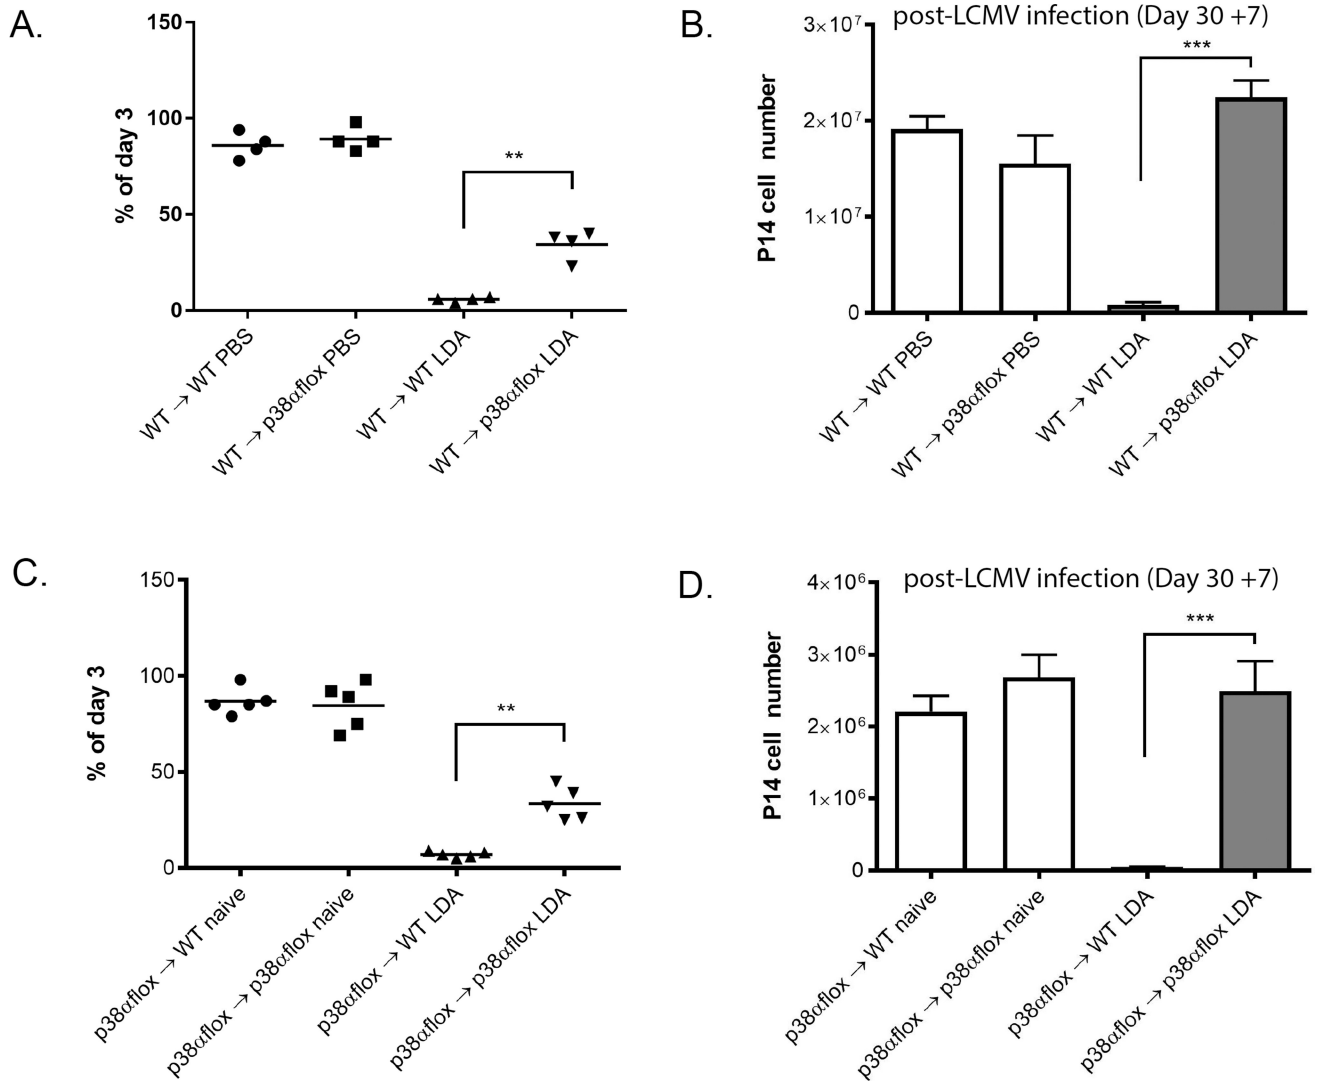 A.
150
100
50
0
% of day 3
**
WT → WT PBS
WT → p38αflox PBS
WT → WT LDA
WT → p38αflox LDA
B.
post-LCMV infection (Day 30 +7)
3×10⁷
2×10⁷
1×10⁷
0
P14 cell number
***
WT → WT PBS
WT → p38αflox PBS
WT → WT LDA
WT → p38αflox LDA
C.
150
100
50
0
% of day 3
**
p38αflox → WT naive
p38αflox → p38αflox naive
p38αflox → WT LDA
p38αflox → p38αflox LDA
D.
post-LCMV infection (Day 30 +7)
4×10⁶
3×10⁶
2×10⁶
1×10⁶
0
P14 cell number
***
p38αflox → WT naive
p38αflox → p38αflox naive
p38αflox → WT LDA
p38αflox → p38αflox LDA